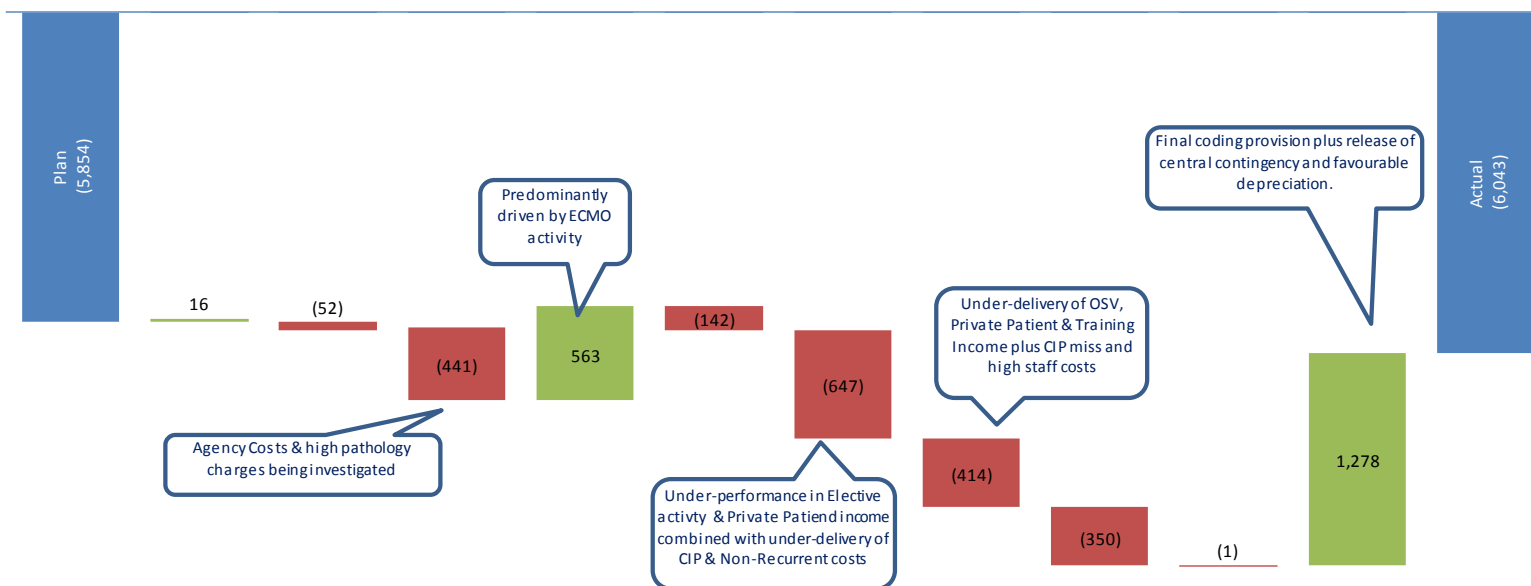 Plan
(5,854)
16
(52)
(441)
Agency Costs & high pathology
charges being investigated
Predominantly
driven by ECMO
activity
563
(142)
(647)
Under-performance in Elective
activty & Private Patiend income
combined with under-delivery of
CIP & Non-Recurrent costs
Under-delivery of OSV,
Private Patient & Training
Income plus CIP miss and
high staff costs
(414)
(350)
(1)
Final coding provision plus release of
central contingency and favourable
depreciation.
1,278
Actual
(6,043)